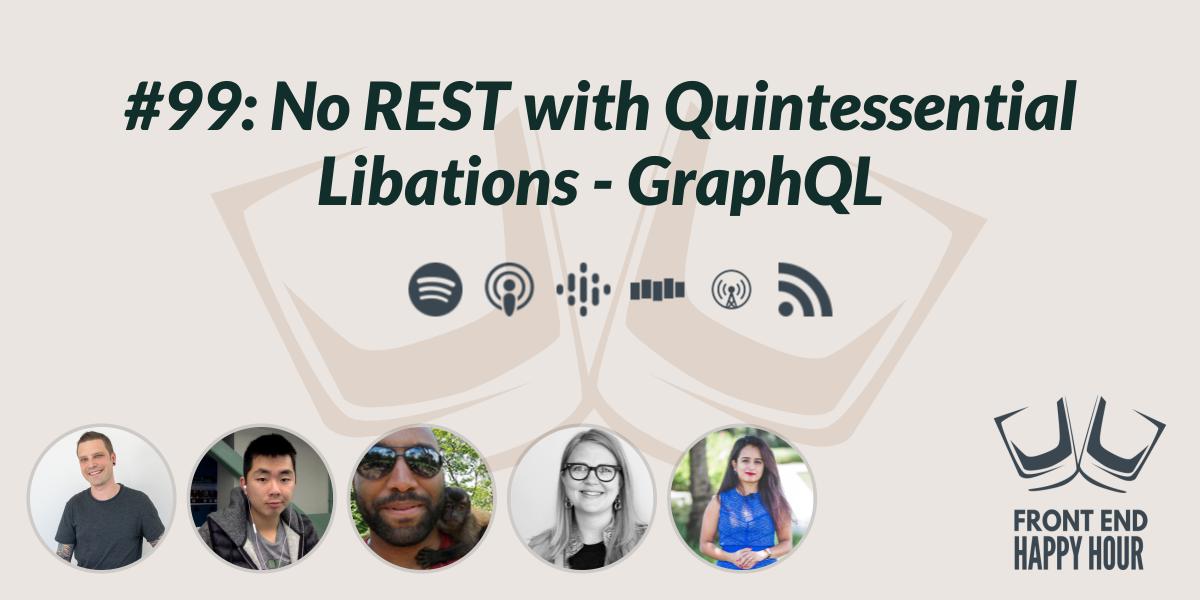 #99: No REST with Quintessential
Libations - GraphQL
FRONT END
HAPPY HOUR